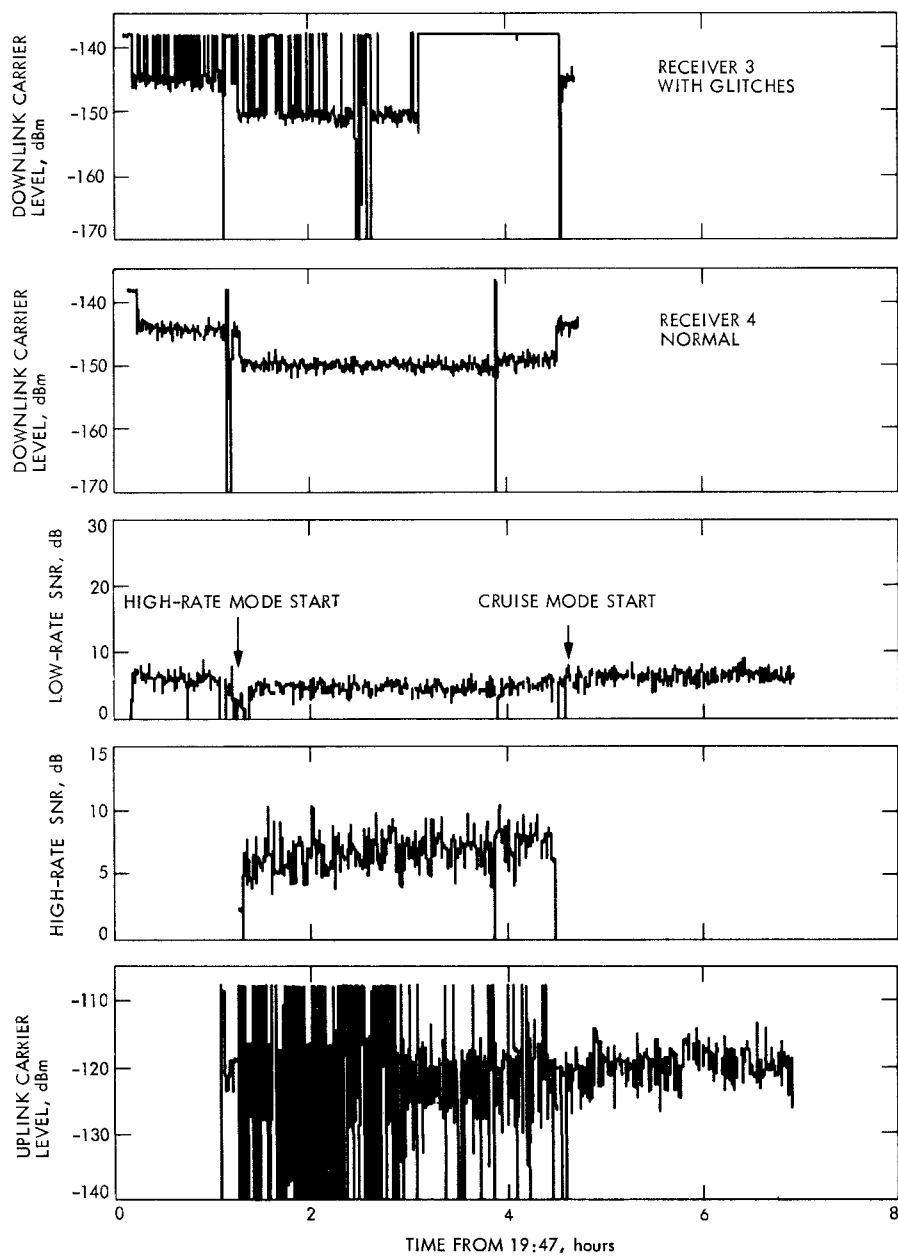 DOWNLINK CARRIER
LEVEL, dBm
-140
-150
-160
-170
RECEIVER 3
WITH GLITCHES
DOWNLINK CARRIER
LEVEL, dBm
-140
-150
-160
-170
RECEIVER 4
NORMAL
LOW-RATE SNR, dB
30
20
10
0
HIGH-RATE MODE START
CRUISE MODE START
HIGH-RATE SNR, dB
15
10
5
0
UPLINK CARRIER
LEVEL, dBm
-110
-120
-130
-140
0 2 4 6 8
TIME FROM 19:47, hours